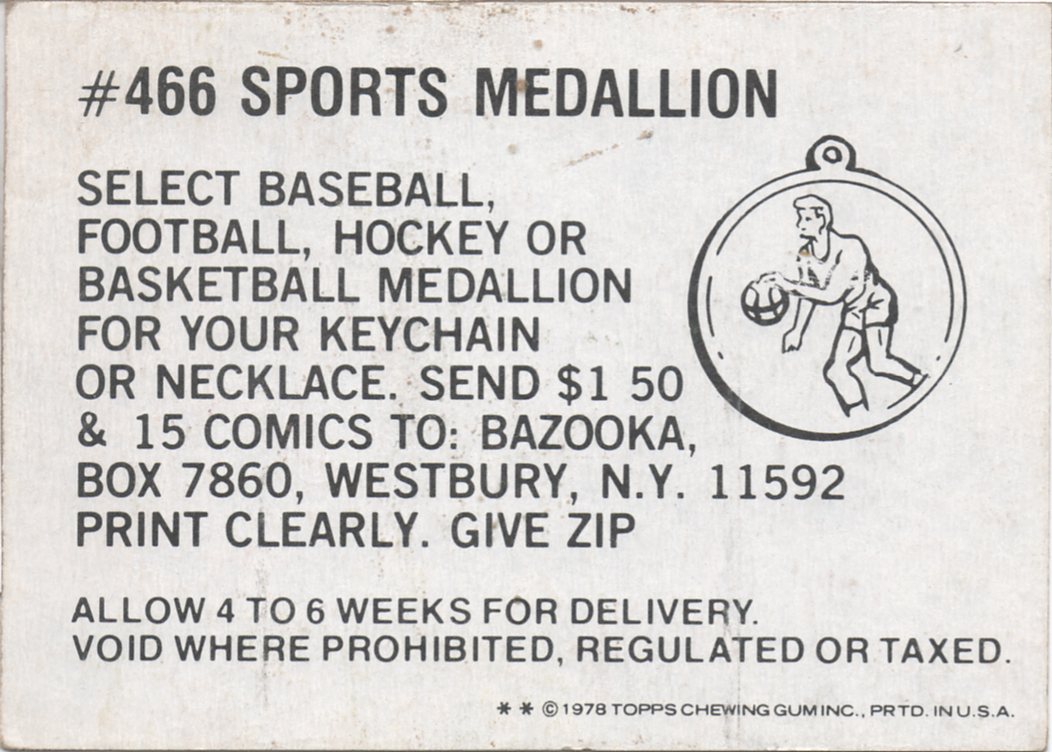 #466 SPORTS MEDALLION
SELECT BASEBALL,
FOOTBALL, HOCKEY OR
BASKETBALL MEDALLION
FOR YOUR KEYCHAIN
OR NECKLACE. SEND $1 50
& 15 COMICS TO: BAZOOKA,
BOX 7860, WESTBURY, N.Y. 11592
PRINT CLEARLY. GIVE ZIP
ALLOW 4 TO 6 WEEKS FOR DELIVERY.
VOID WHERE PROHIBITED, REGULATED OR TAXED.
* * © 1978 TOPPS CHEWING GUM INC., PRTD. IN U.S.A.